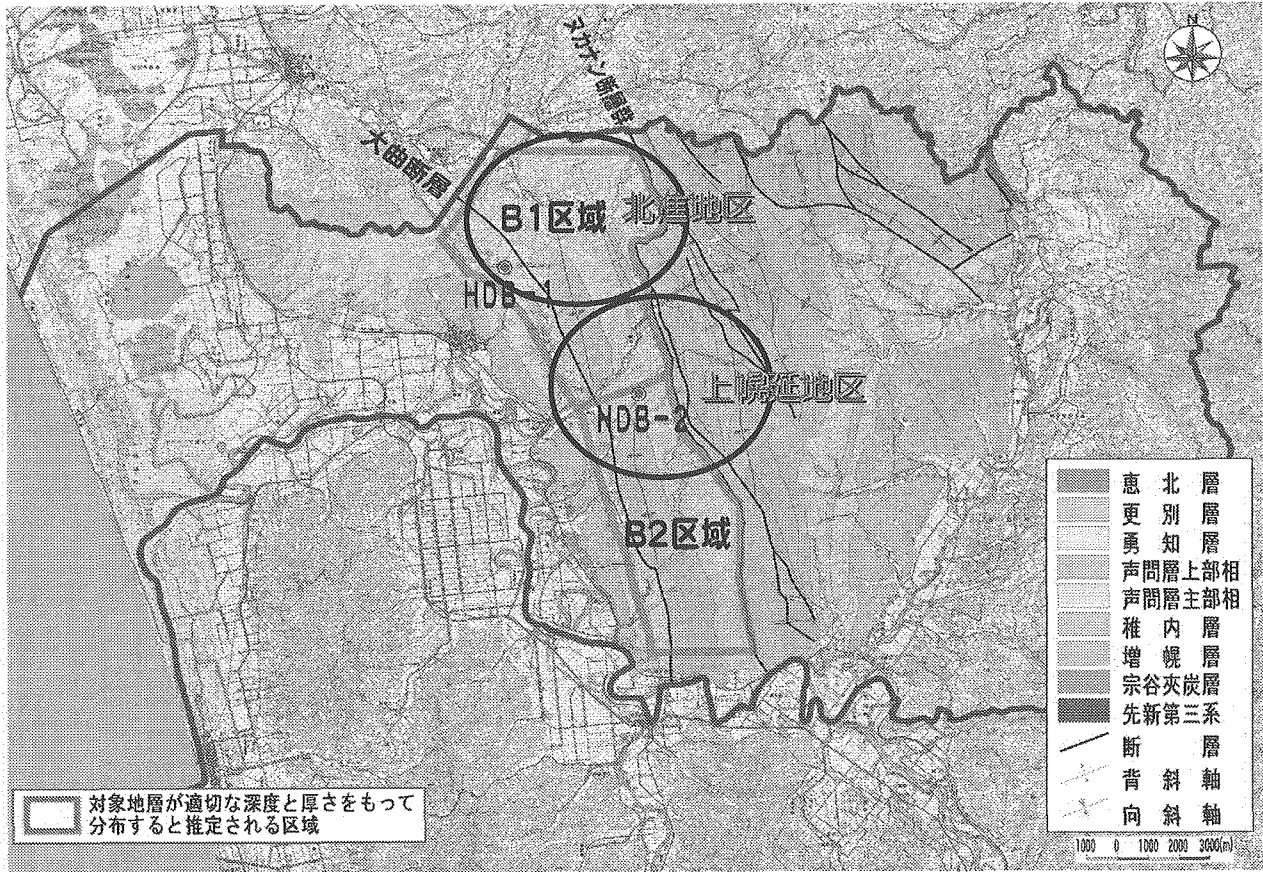 N
ヌカナン断層
大曲断層
B1区域
北進地区
HDB-1
上幌延地区
HDB-2
B2区域
恵北層
更別層
勇知層
声問層上部相
声問層主部相
稚内層
増幌層
宗谷夾炭層
先新第三系
断層
背斜軸
向斜軸
対象地層が適切な深度と厚さをもって
分布すると推定される区域
1000 0 1000 2000 3000(m)